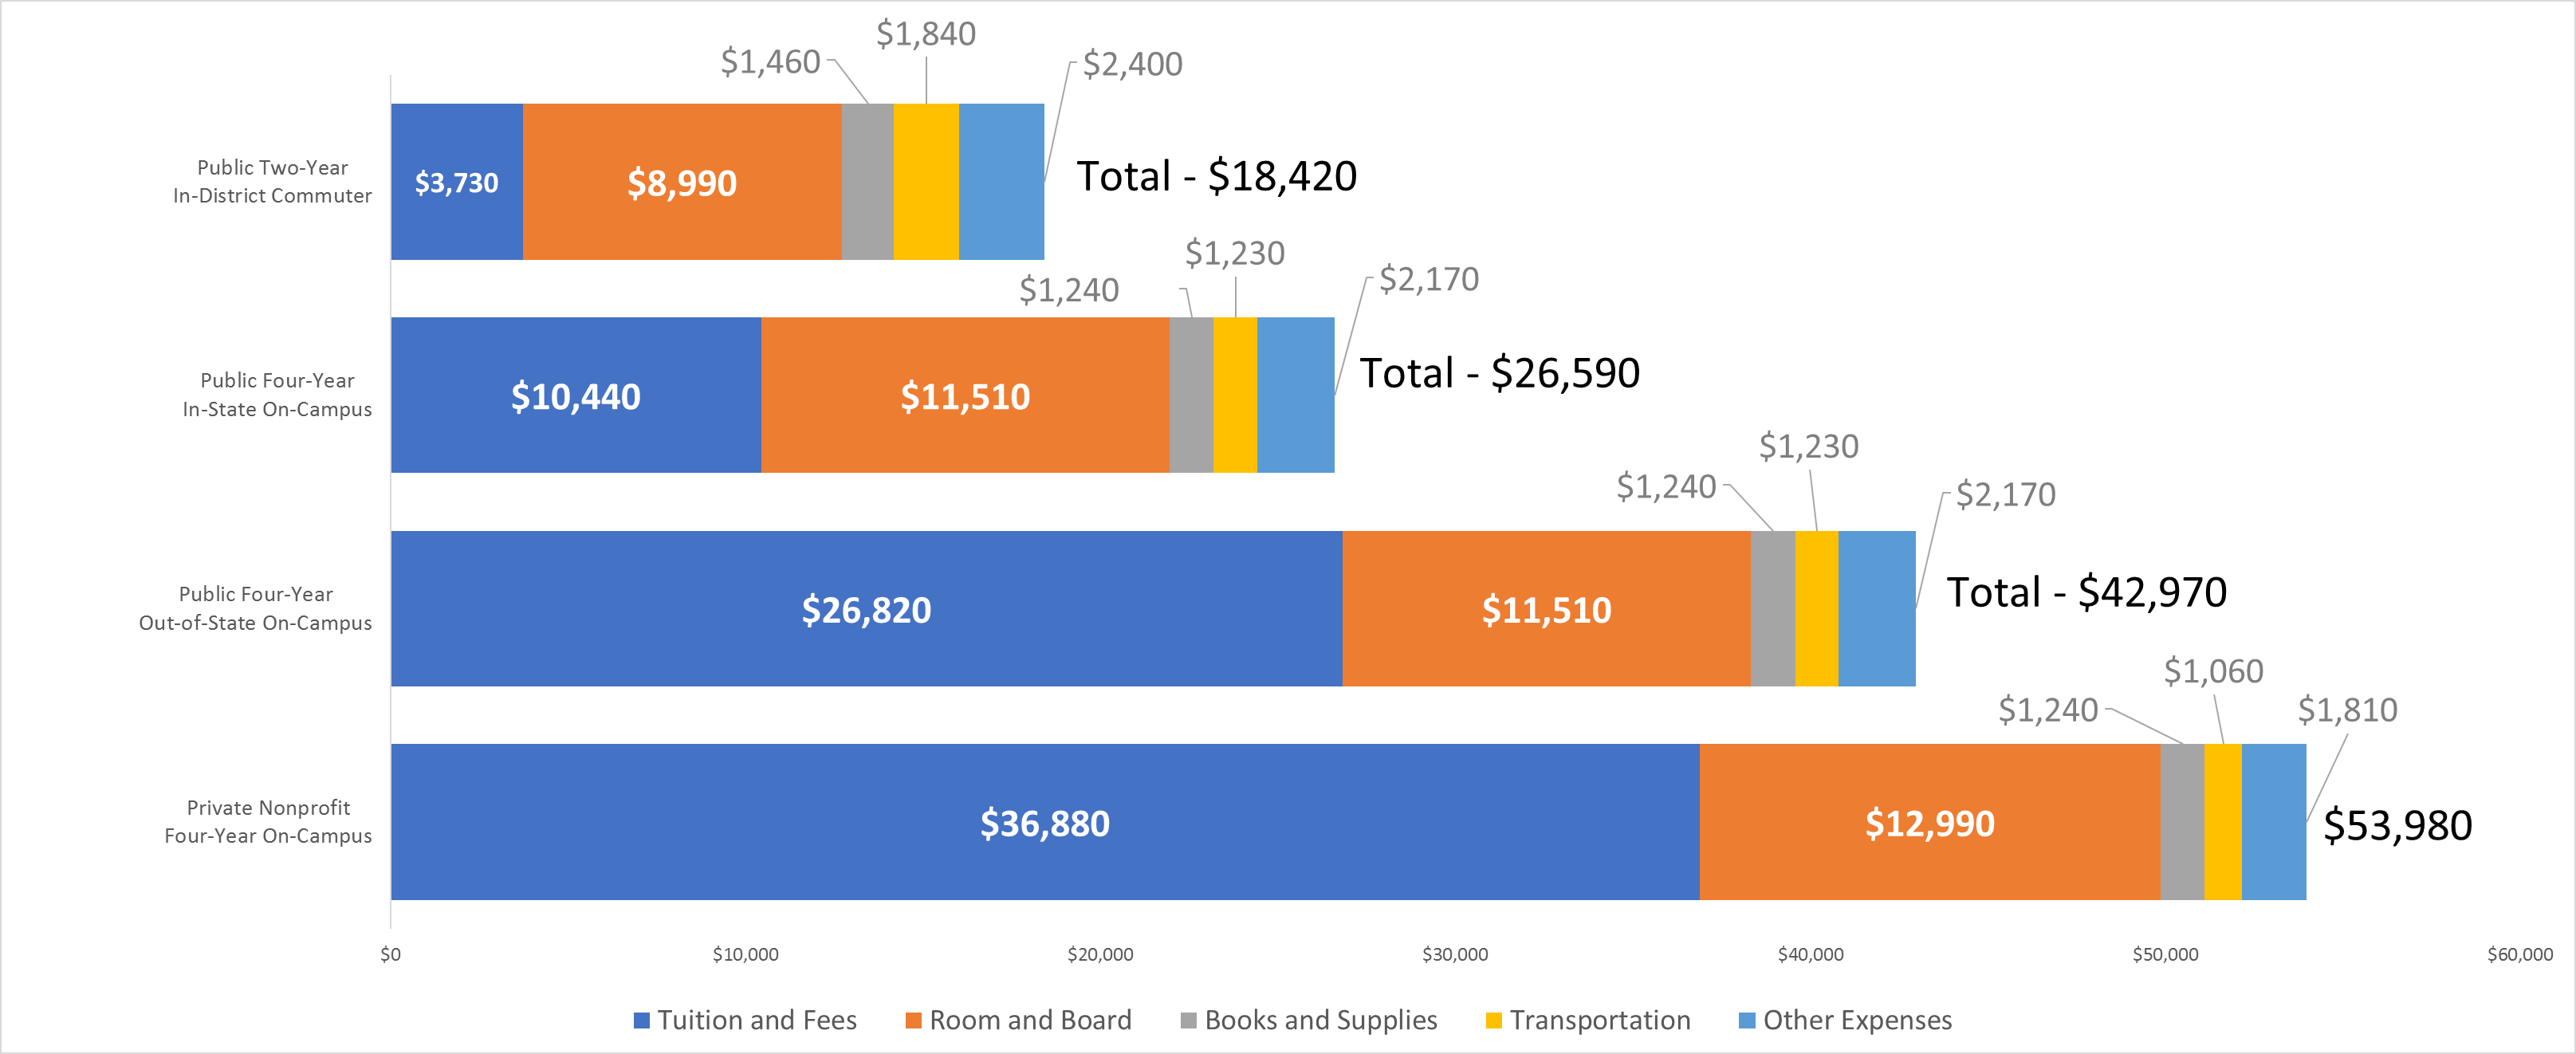 $1,460
$1,840
$2,400
Public Two-Year
In-District Commuter
$3,730
$8,990
Total - $18,420
$1,240
$1,230
$2,170
Public Four-Year
In-State On-Campus
$10,440
$11,510
Total - $26,590
$1,240
$1,230
$2,170
Public Four-Year
Out-of-State On-Campus
$26,820
$11,510
Total - $42,970
$1,240
$1,060
$1,810
Private Nonprofit
Four-Year On-Campus
$36,880
$12,990
$53,980
$0
$10,000
$20,000
$30,000
$40,000
$50,000
$60,000
Tuition and Fees
Room and Board
Books and Supplies
Transportation
Other Expenses